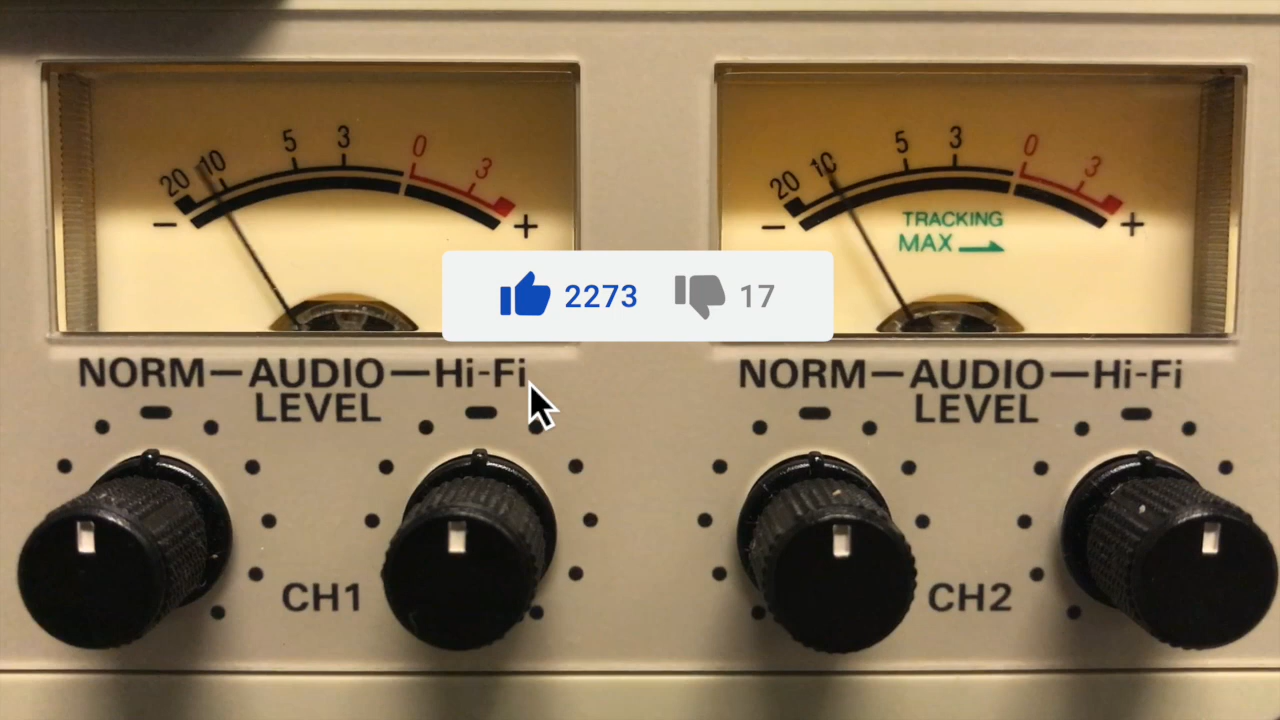 20 10 5 3 0 3
- +
20 10 5 3 0 3
- +
TRACKING
MAX
2273 17
NORM-AUDIO-Hi-Fi
LEVEL
NORM-AUDIO-Hi-Fi
LEVEL
CH1
CH2